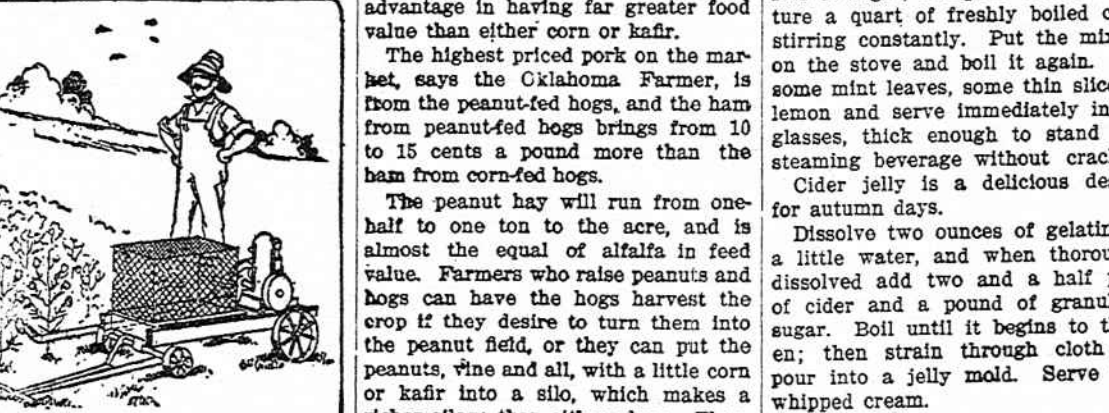 advantage in having far greater food
value than either corn or kafir.
The highest priced pork on the mar-
ket, says the Oklahoma Farmer, is
from the peanut-fed hogs, and the ham
from peanut-fed hogs brings from 10
to 15 cents a pound more than the
ham from corn-fed hogs.
The peanut hay will run from one-
half to one ton to the acre, and is
almost the equal of alfalfa in feed
value. Farmers who raise peanuts and
hogs can have the hogs harvest the
crop if they desire to turn them into
the peanut field, or they can put the
peanuts, vine and all, with a little corn
or kafir into a silo, which makes a
ture a quart of freshly boiled
stirring constantly. Put the
on the stove and boil it again.
some mint leaves, some thin
lemon and serve immediately in
glasses, thick enough to stand
steaming beverage without
Cider jelly is a delicious
for autumn days.
Dissolve two ounces of
a little water, and when
dissolved add two and a half
of cider and a pound of
sugar. Boil until it begins to
en; then strain through cloth
pour into a jelly mold. Serve
whipped cream.